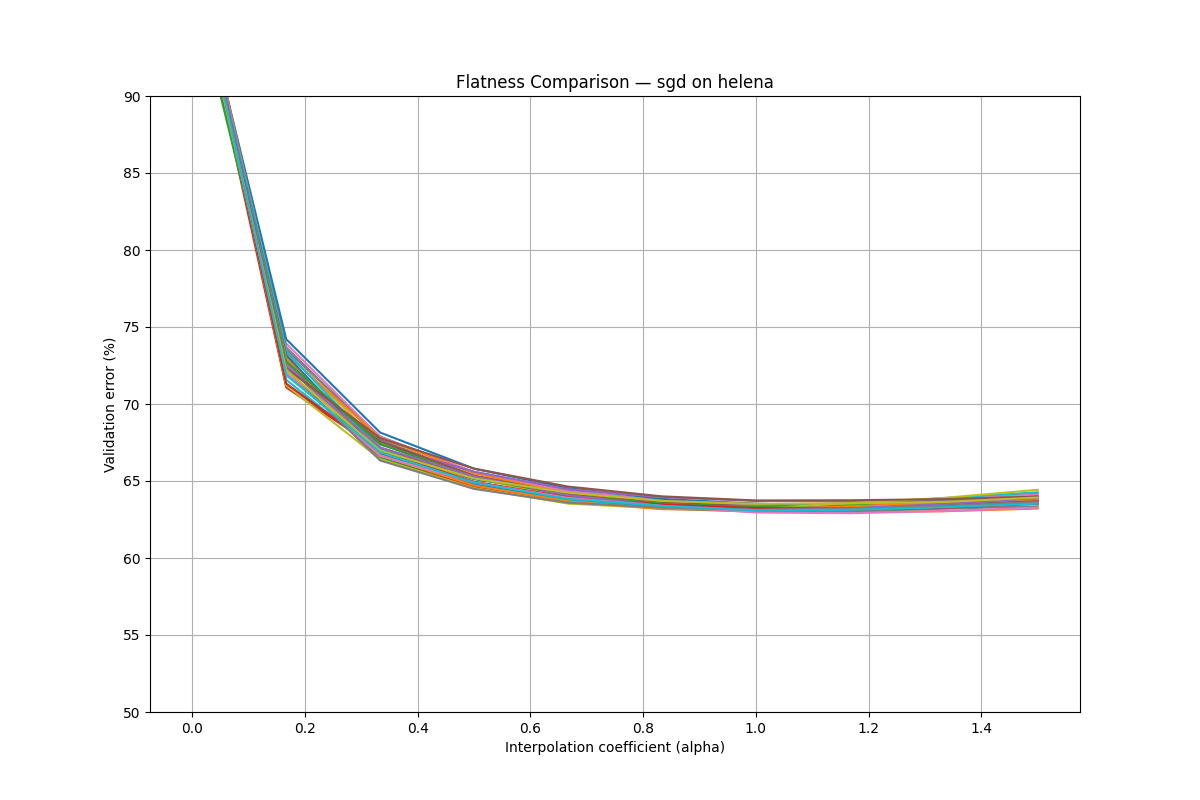 Flatness Comparison — sgd on helena
90
85
80
75
70
65
60
55
50
Validation error (%)
0.0 0.2 0.4 0.6 0.8 1.0 1.2 1.4
Interpolation coefficient (alpha)